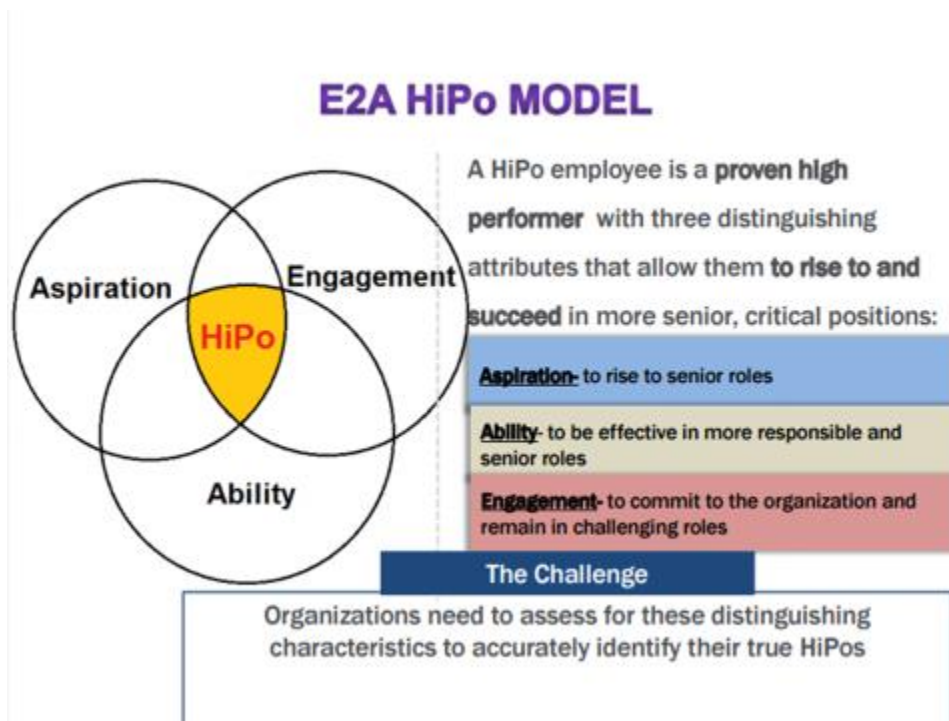 E2A HiPo MODEL
Aspiration
Engagement
HiPo
Ability
A HiPo employee is a proven high
performer with three distinguishing
attributes that allow them to rise to and
succeed in more senior, critical positions:
Aspiration- to rise to senior roles
Ability- to be effective in more responsible and
senior roles
Engagement- to commit to the organization and
remain in challenging roles
The Challenge
Organizations need to assess for these distinguishing
characteristics to accurately identify their true HiPos